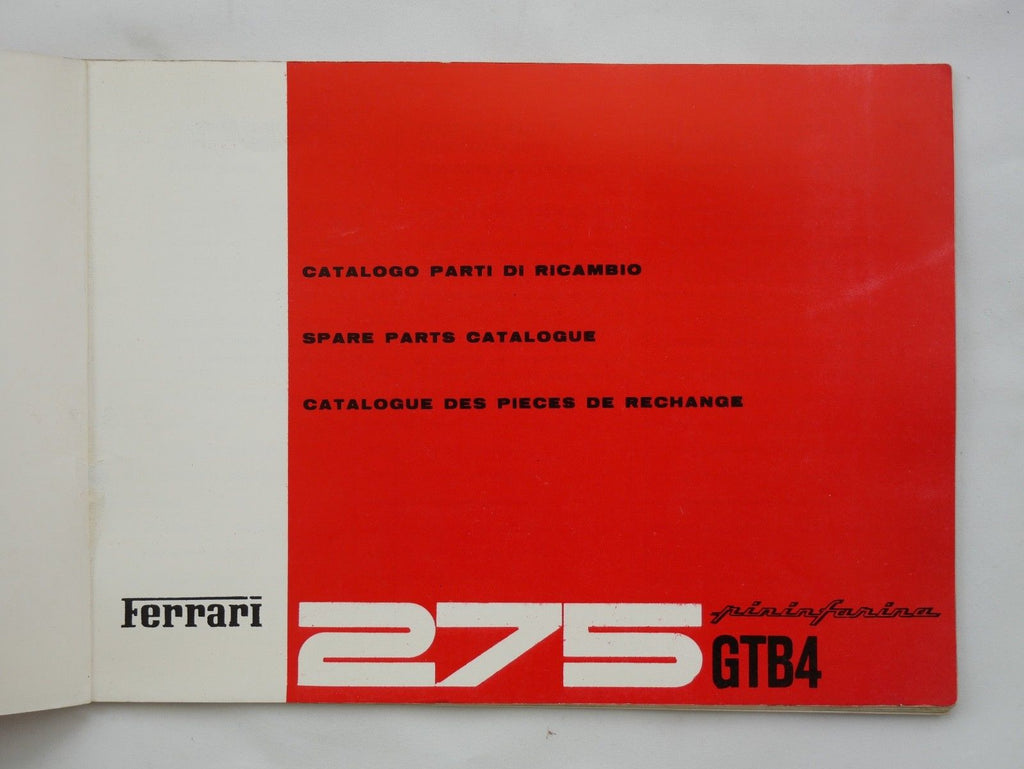 CATALOGO PARTI DI RICAMBIO
SPARE PARTS CATALOGUE
CATALOGUE DES PIECES DE RECHANGE
Ferrari
275 pininfarina
GTB4